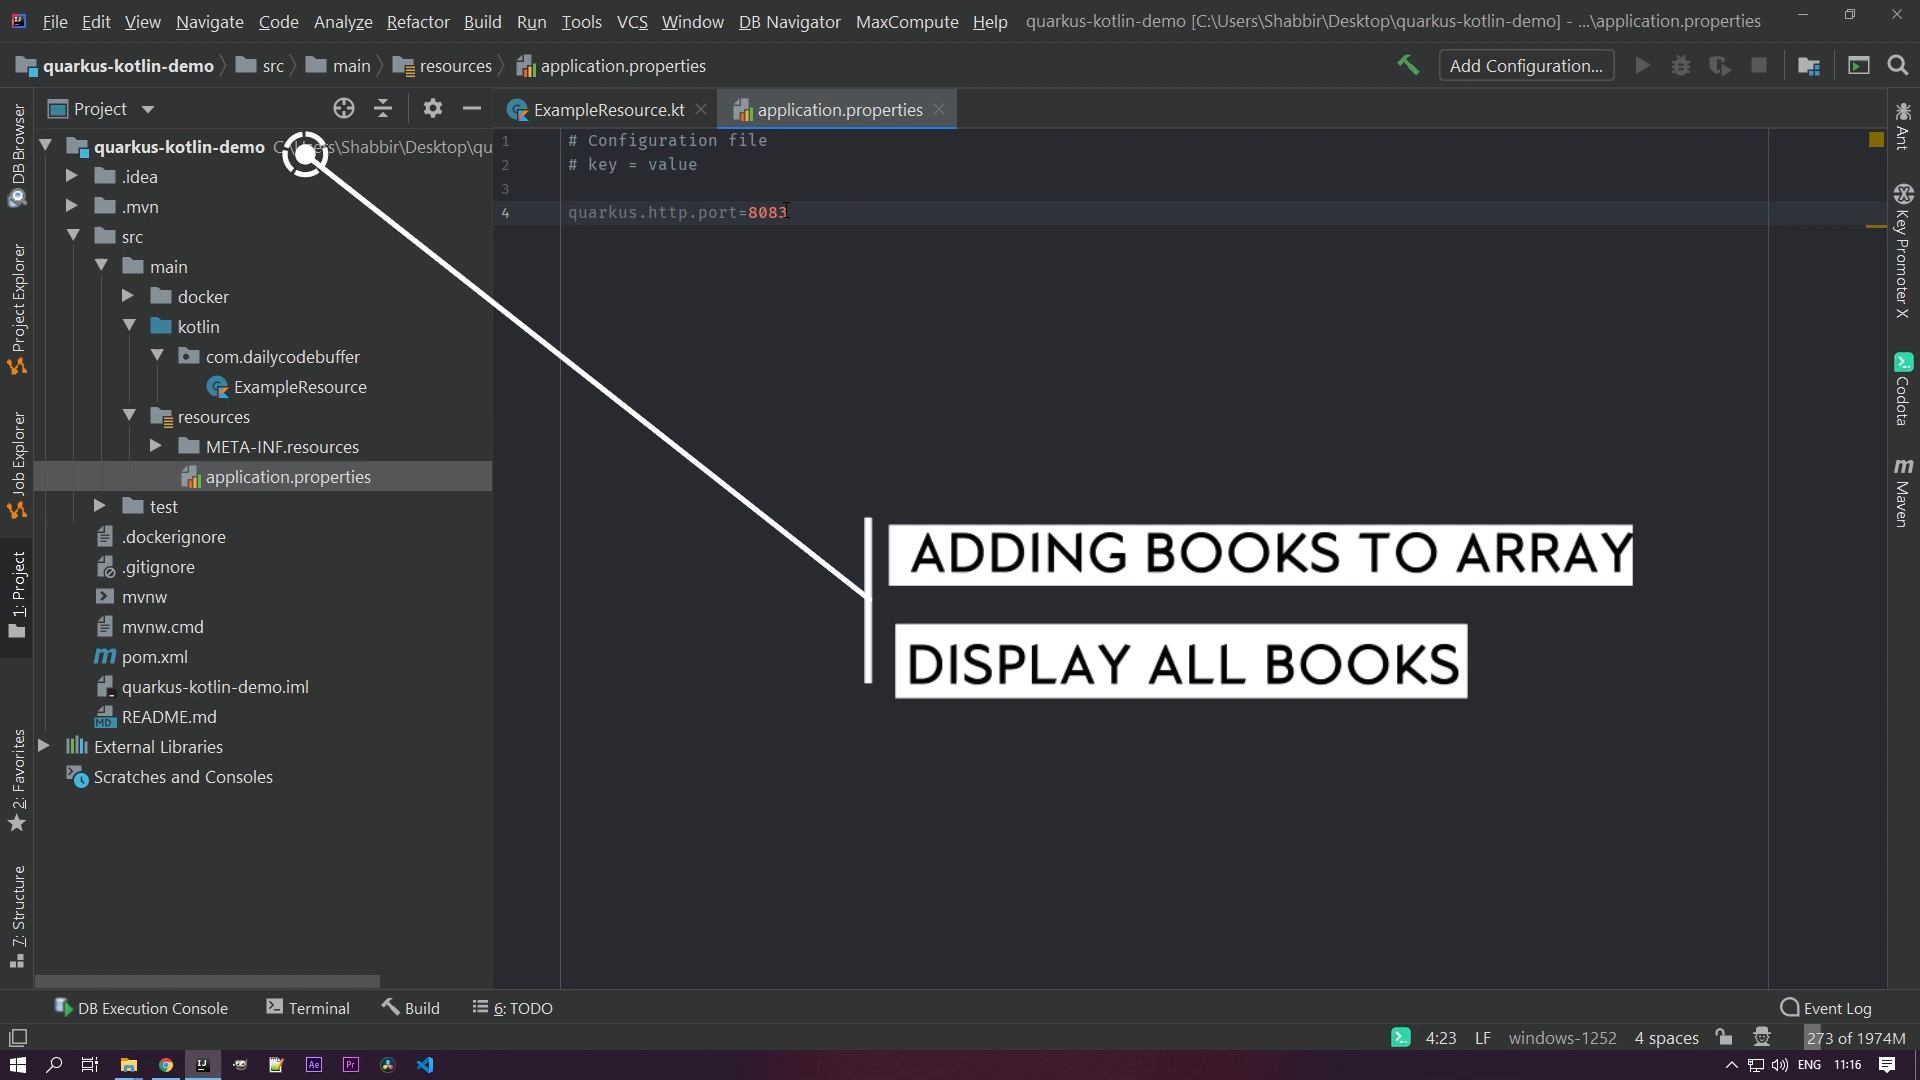 File Edit View Navigate Code Analyze Refactor Build Run Tools VCS Window DB Navigator MaxCompute Help quarkus-kotlin-demo [C:\Users\Shabbir\Desktop\quarkus-kotlin-demo] - ...\application.properties
quarkus-kotlin-demo src main resources application.properties Add Configuration...
Project ExampleResource.kt application.properties
quarkus-kotlin-demo
.idea
.mvn
src
main
docker
kotlin
com.dailycodebuffer
ExampleResource
resources
META-INF.resources
application.properties
test
.dockerignore
.gitignore
mvnw
mvnw.cmd
pom.xml
quarkus-kotlin-demo.iml
README.md
External Libraries
Scratches and Consoles
1 # Configuration file
2 # key = value
3
4 quarkus.http.port=8083
ADDING BOOKS TO ARRAY
DISPLAY ALL BOOKS
DB Browser
Project Explorer
Job Explorer
1: Project
2: Favorites
7: Structure
Ant
Key Promoter X
Codota
Maven
DB Execution Console Terminal Build 6: TODO Event Log
4:23 LF windows-1252 4 spaces 273 of 1974M
Ae Pr ENG 11:16